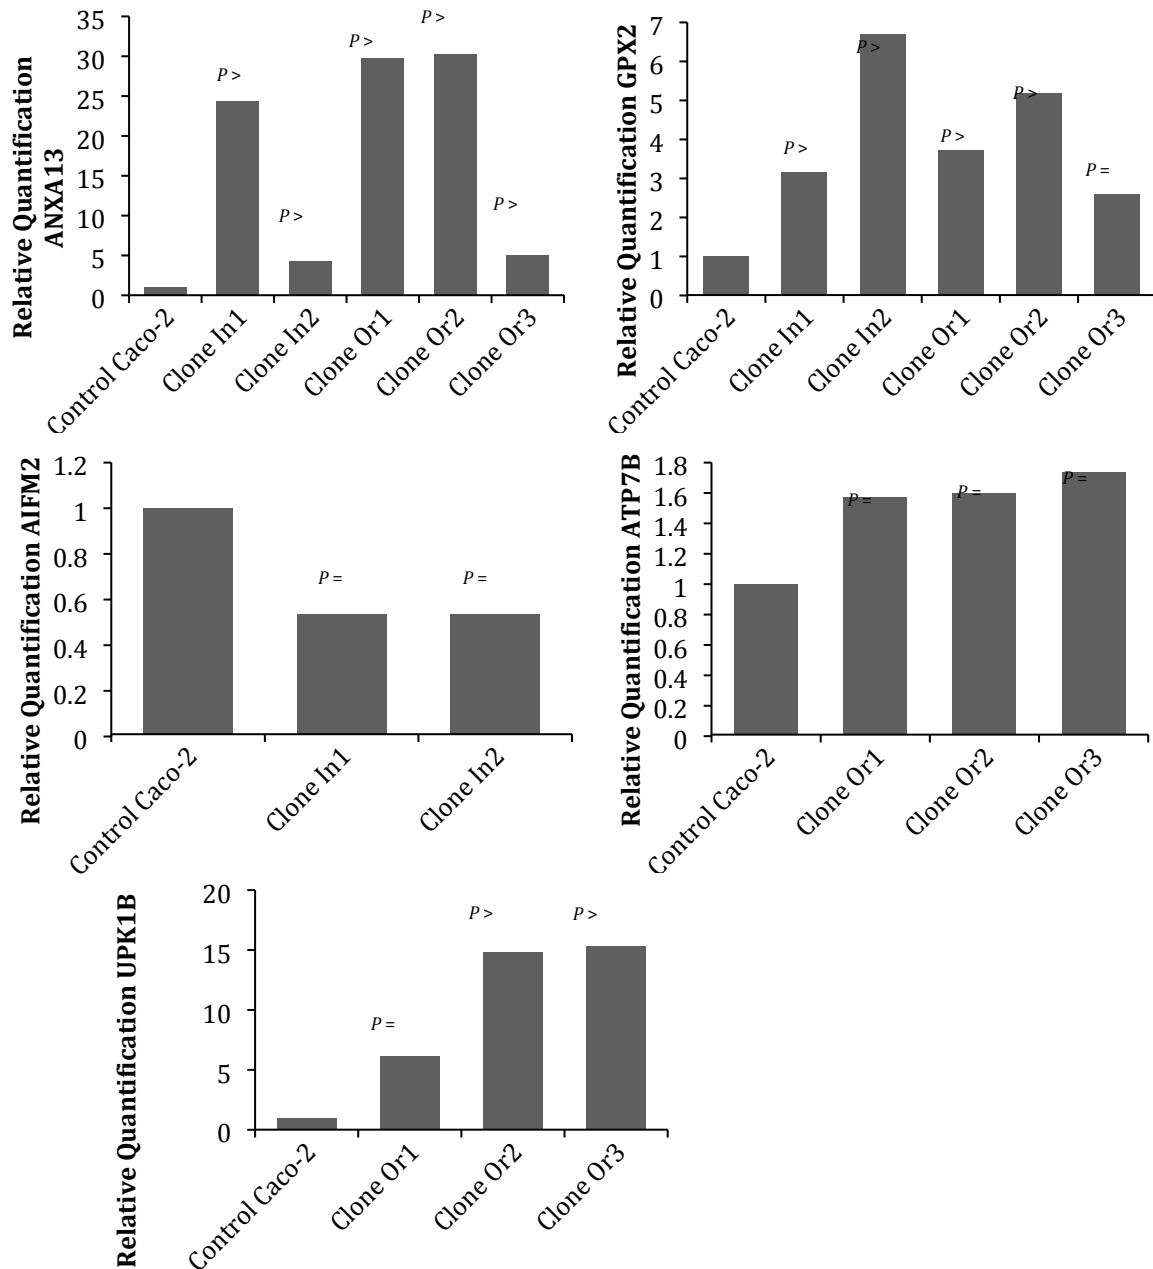 Relative Quantification
ANXA13
35
30
25
20
15
10
5
0
P >
P >
P >
P >
P >
Control Caco-2
Clone In1
Clone In2
Clone Or1
Clone Or2
Clone Or3
Relative Quantification GPX2
7
6
5
4
3
2
1
0
P >
P >
P >
P >
P =
Control Caco-2
Clone In1
Clone In2
Clone Or1
Clone Or2
Clone Or3
Relative Quantification AIFM2
1.2
1
0.8
0.6
0.4
0.2
0
P =
P =
Control Caco-2
Clone In1
Clone In2
Relative Quantification ATP7B
1.8
1.6
1.4
1.2
1
0.8
0.6
0.4
0.2
0
P =
P =
P =
Control Caco-2
Clone Or1
Clone Or2
Clone Or3
Relative Quantification UPK1B
20
15
10
5
0
P =
P >
P >
Control Caco-2
Clone Or1
Clone Or2
Clone Or3